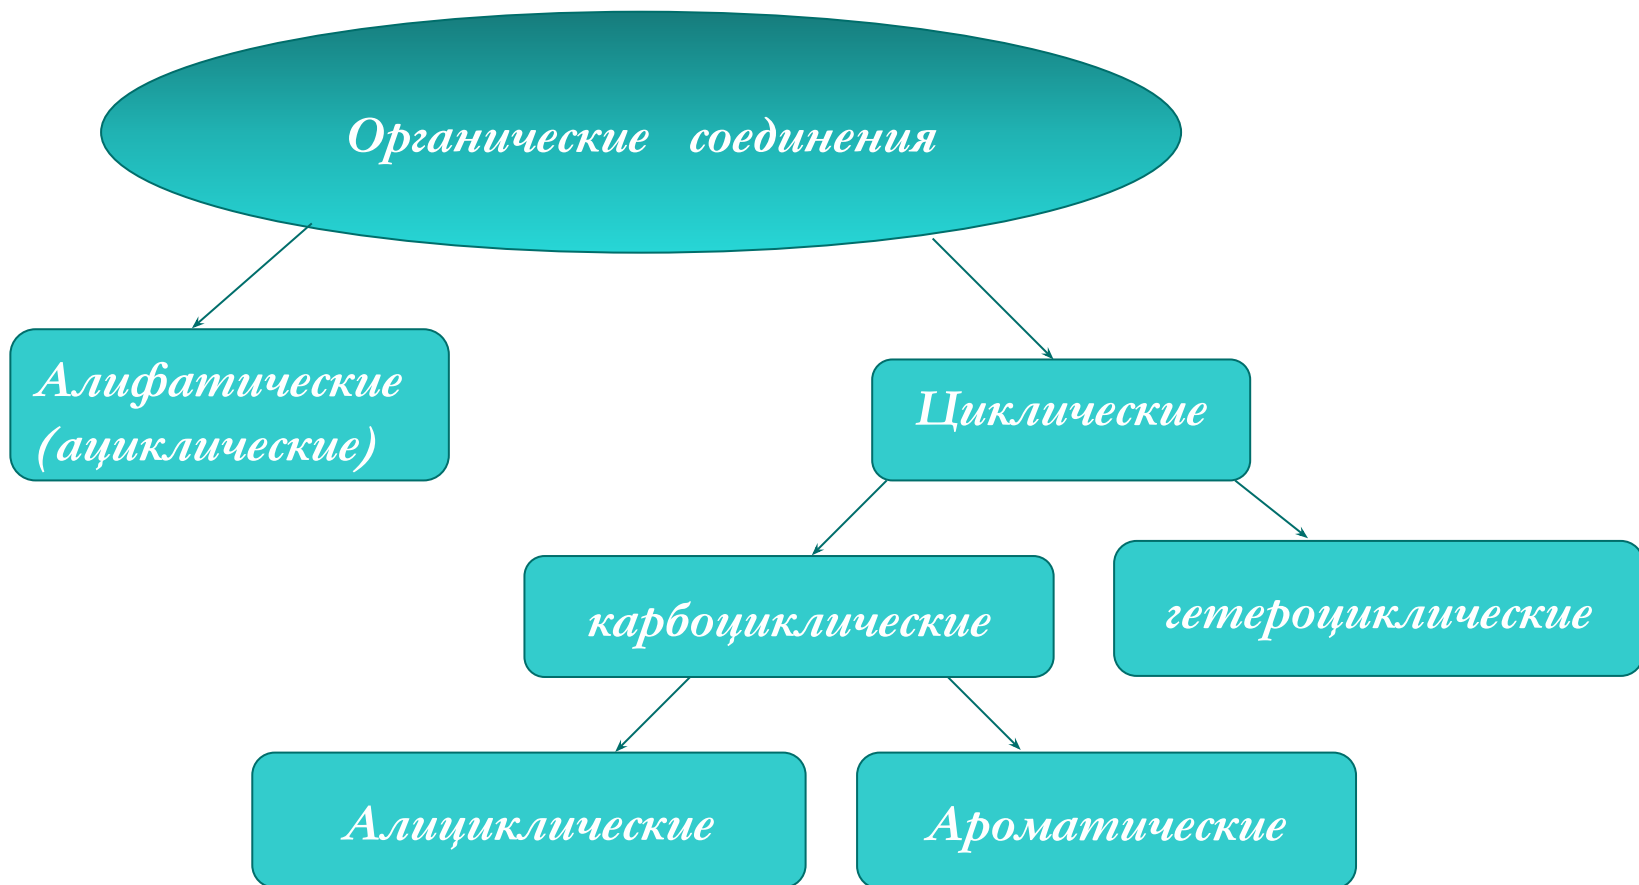 Органические соединения
Алифатические
(ациклические)
Циклические
карбоциклические
гетероциклические
Алициклические
Ароматические